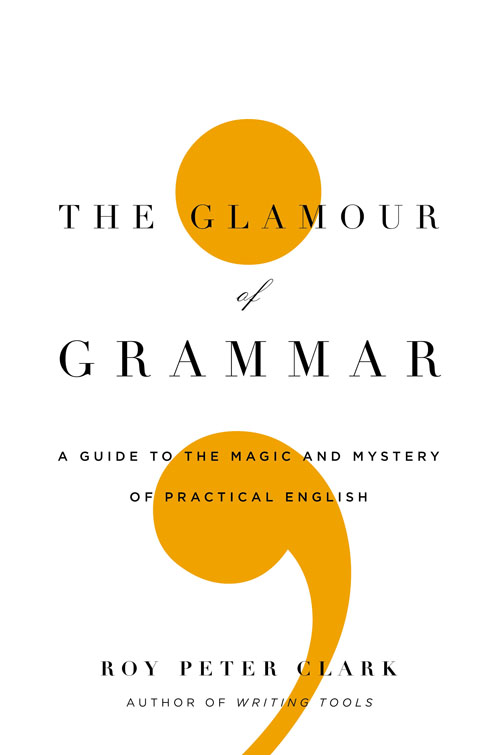 THE GLAMOUR
of
GRAMMAR
A GUIDE TO THE MAGIC AND MYSTERY
OF PRACTICAL ENGLISH
ROY PETER CLARK
AUTHOR OF WRITING TOOLS